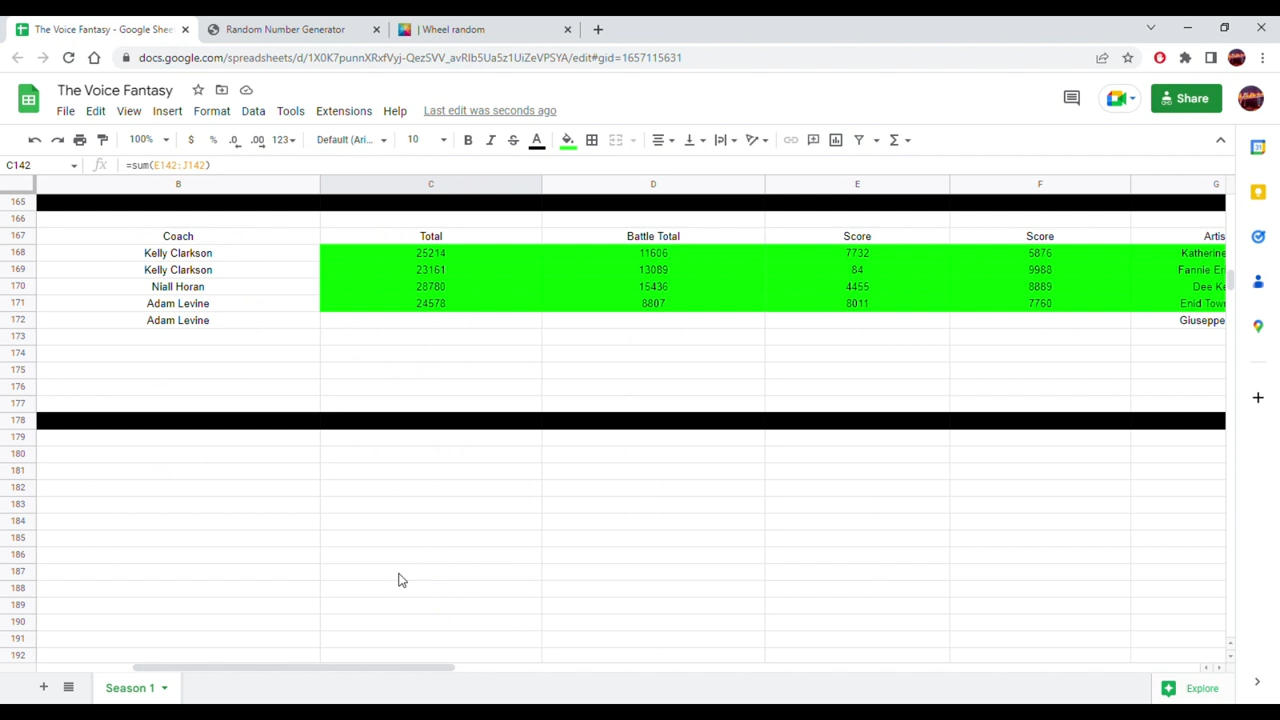 The Voice Fantasy - Google Shee
Random Number Generator
| Wheel random
docs.google.com/spreadsheets/d/1X0K7punnXRxfVyj-QezSVV_avRIb5Ua5z1UiZeVPSYA/edit#gid=1657115631
The Voice Fantasy
File Edit View Insert Format Data Tools Extensions Help Last edit was seconds ago
Share
100% $ % .0 .00 123 Default (Ari... 10 B I S A
C142 fx =sum(E142:J142)
B C D E F G
165
166
167 Coach Total Battle Total Score Score Artis
168 Kelly Clarkson 25214 11606 7732 5876 Katherine
169 Kelly Clarkson 23161 13089 84 9988 Fannie Er
170 Niall Horan 28780 15436 4455 8889 Dee Ke
171 Adam Levine 24578 8807 8011 7760 Enid Tow
172 Adam Levine Giuseppe
173
174
175
176
177
178
179
180
181
182
183
184
185
186
187
188
189
190
191
192
Season 1
Explore